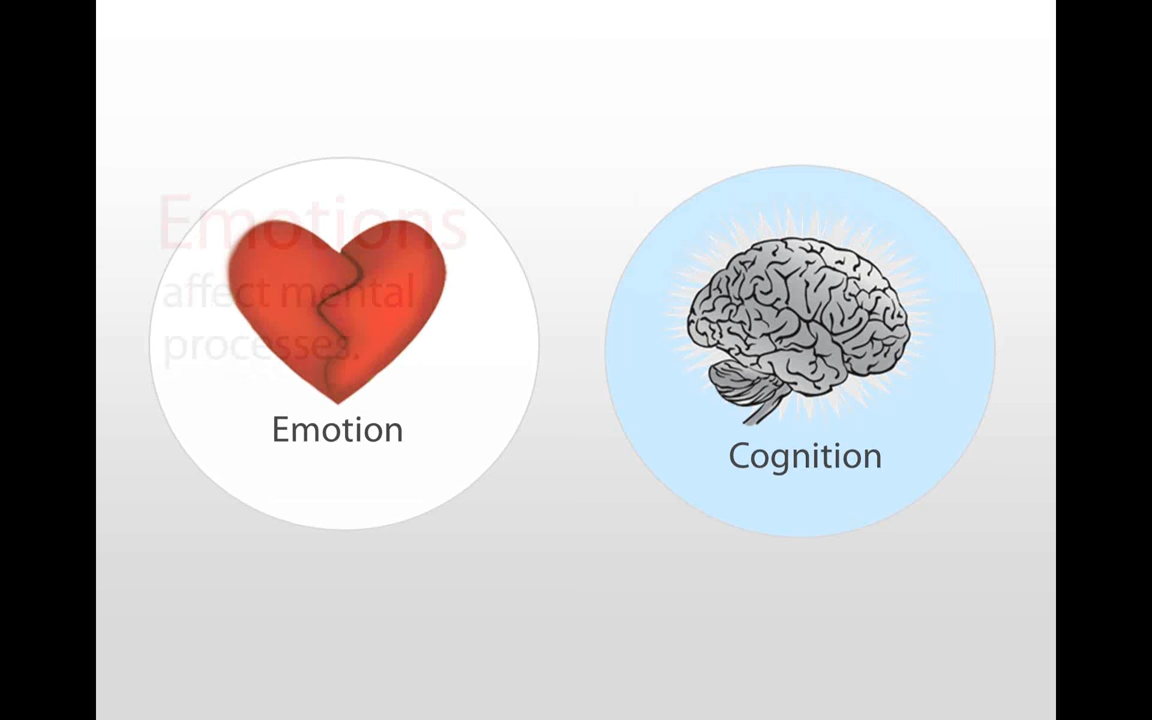 Emotions
affect mental
processes.
Emotion
Cognition